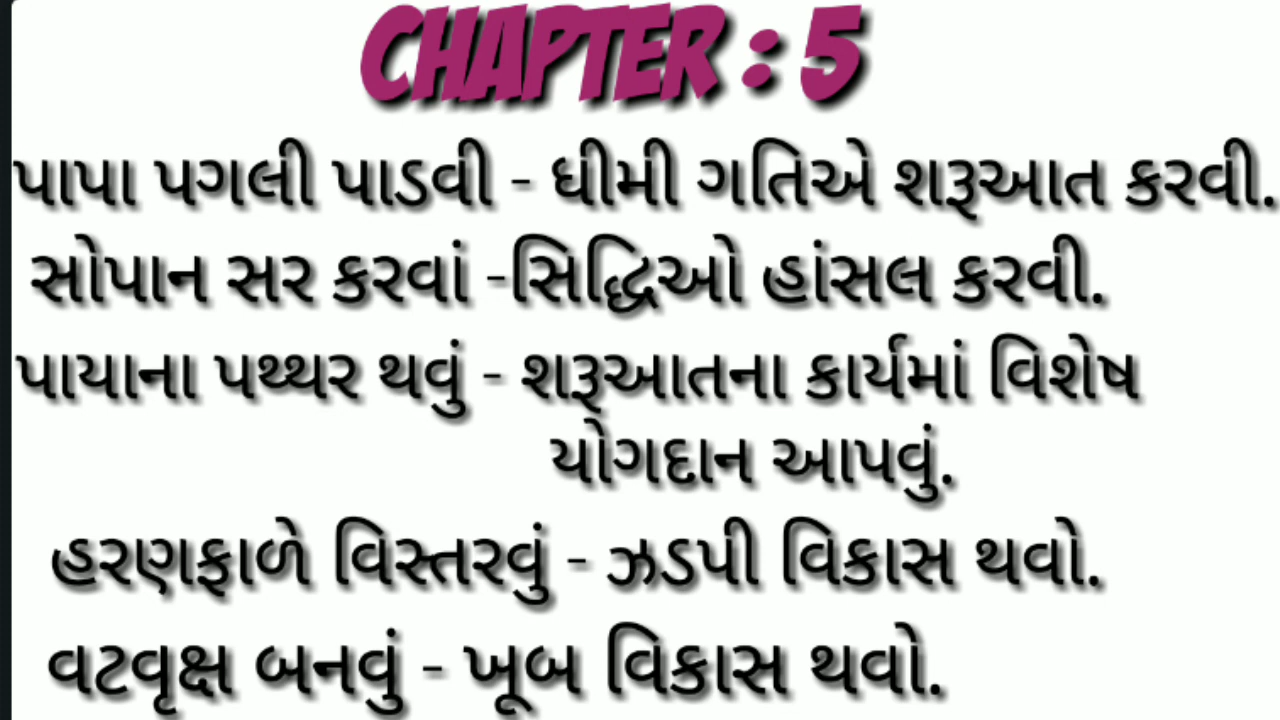 CHAPTER : 5
પાપા પગલી પાડવી - ધીમી ગતિએ શરૂઆત કરવી.
સોપાન સર કરવાં -સિદ્ધિઓ હાંસલ કરવી.
પાયાના પથ્થર થવું - શરૂઆતના કાર્યમાં વિશેષ
યોગદાન આપવું.
હરણફાળે વિસ્તરવું - ઝડપી વિકાસ થવો.
વટવૃક્ષ બનવું - ખૂબ વિકાસ થવો.